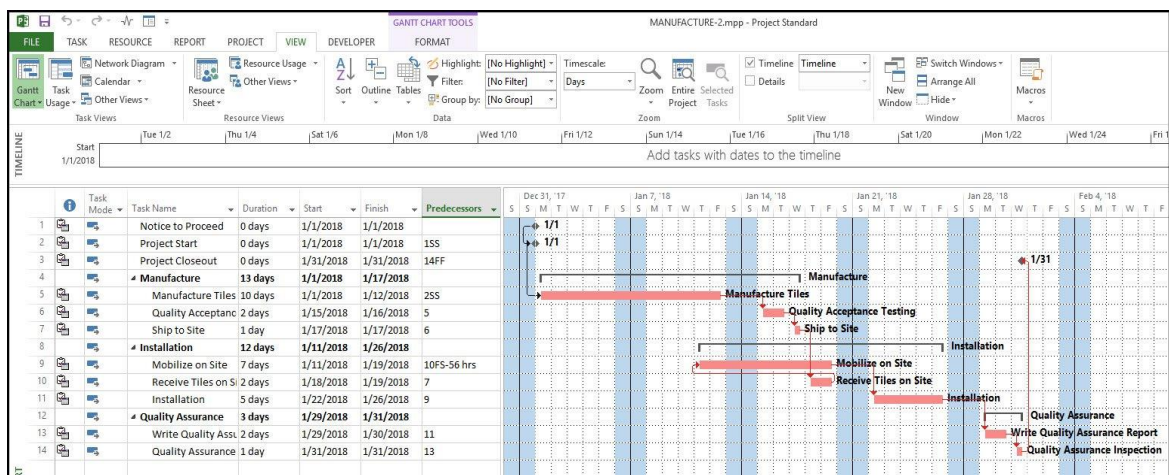 GANTT CHART TOOLS MANUFACTURE-2.mpp - Project Standard
FILE TASK RESOURCE REPORT PROJECT VIEW DEVELOPER FORMAT
Gantt Chart
Task Usage
Network Diagram
Calendar
Other Views
Task Views
Resource Sheet
Resource Usage
Other Views
Resource Views
Sort
Outline
Tables
Highlight: [No Highlight]
Filter: [No Filter]
Group by: [No Group]
Data
Timescale:
Days
Zoom
Entire Project
Selected Tasks
Zoom
Timeline Timeline
Details
Split View
New Window
Switch Windows
Arrange All
Hide
Window
Macros
Macros
TIMELINE
Tue 1/2 Thu 1/4 Sat 1/6 Mon 1/8 Wed 1/10 Fri 1/12 Sun 1/14 Tue 1/16 Thu 1/18 Sat 1/20 Mon 1/22 Wed 1/24 Fri
Start
1/1/2018
Add tasks with dates to the timeline
Task Mode Task Name Duration Start Finish Predecessors
Dec 31, '17 Jan 7, '18 Jan 14, '18 Jan 21, '18 Jan 28, '18 Feb 4, '18
S S M T W T F S S M T W T F S S M T W T F S S M T W T F S S M T W T F S S M T W T F
1 Notice to Proceed 0 days 1/1/2018 1/1/2018 1/1
2 Project Start 0 days 1/1/2018 1/1/2018 1SS 1/1
3 Project Closeout 0 days 1/31/2018 1/31/2018 14FF 1/31
4 Manufacture 13 days 1/1/2018 1/17/2018 Manufacture
5 Manufacture Tiles 10 days 1/1/2018 1/12/2018 2SS Manufacture Tiles
6 Quality Acceptanc 2 days 1/15/2018 1/16/2018 5 Quality Acceptance Testing
7 Ship to Site 1 day 1/17/2018 1/17/2018 6 Ship to Site
8 Installation 12 days 1/11/2018 1/26/2018 Installation
9 Mobilize on Site 7 days 1/11/2018 1/19/2018 10FS-56 hrs Mobilize on Site
10 Receive Tiles on Si 2 days 1/18/2018 1/19/2018 7 Receive Tiles on Site
11 Installation 5 days 1/22/2018 1/26/2018 9 Installation
12 Quality Assurance 3 days 1/29/2018 1/31/2018 Quality Assurance
13 Write Quality Assu 2 days 1/29/2018 1/30/2018 11 Write Quality Assurance Report
14 Quality Assurance 1 day 1/31/2018 1/31/2018 13 Quality Assurance Inspection